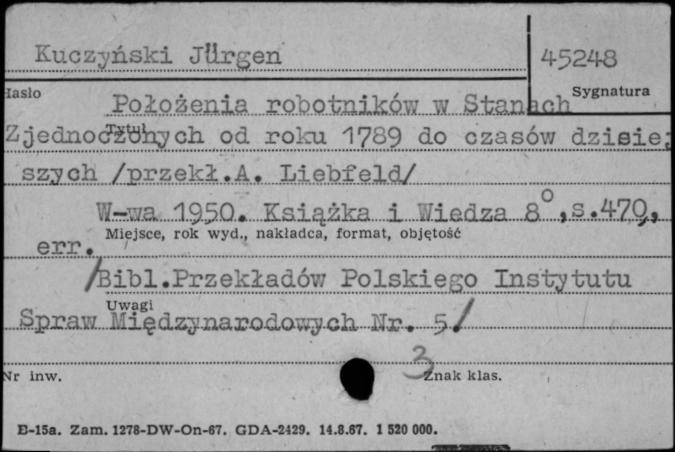 Kuczyński Jürgen
45248
Hasło
Sygnatura
Położenia robotników w Stanach
Tytuł
Zjednoczonych od roku 1789 do czasów dzisiej
szych /przekł.A. Liebfeld/
W-wa 1950. Książka i Wiedza 8°,s.470,
Miejsce, rok wyd., nakładca, format, objętość
err.
/Bibl.Przekładów Polskiego Instytutu
Uwagi
Spraw Międzynarodowych Nr. 5/
3
Nr inw.
Znak klas.
E-15a. Zam. 1278-DW-On-67. GDA-2429. 14.8.67. 1 520 000.